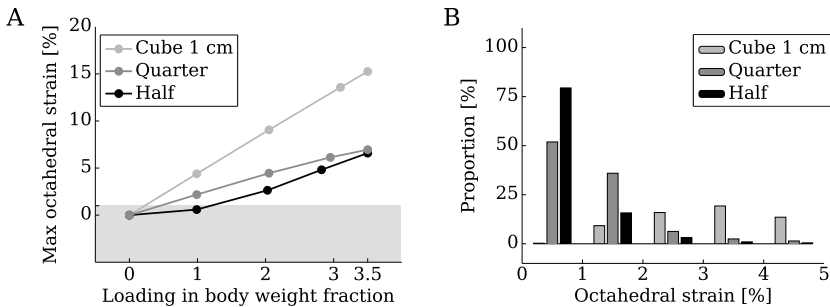 A
Max octahedral strain [%]
20
15
10
5
0
Cube 1 cm
Quarter
Half
0 1 2 3 3.5
Loading in body weight fraction
B
Proportion [%]
100
75
50
25
0
Cube 1 cm
Quarter
Half
0 1 2 3 4 5
Octahedral strain [%]